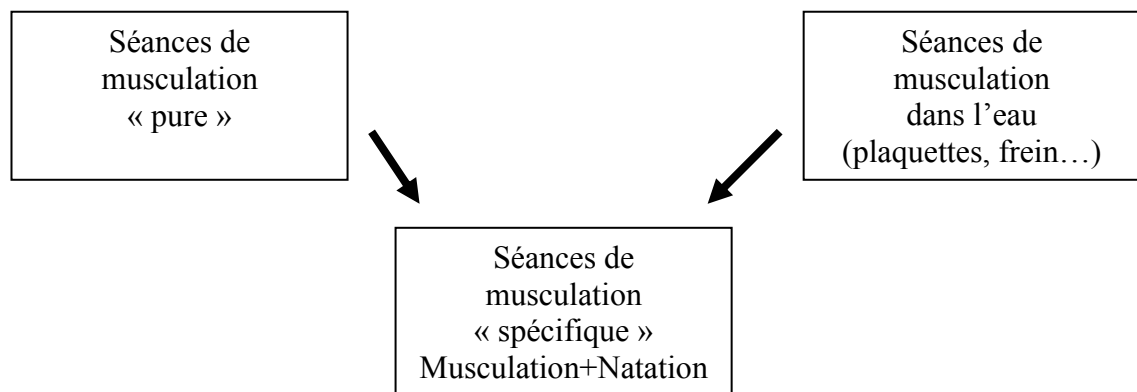 Séances de
musculation
« pure »
Séances de
musculation
dans l’eau
(plaquettes, frein…)
Séances de
musculation
« spécifique »
Musculation+Natation